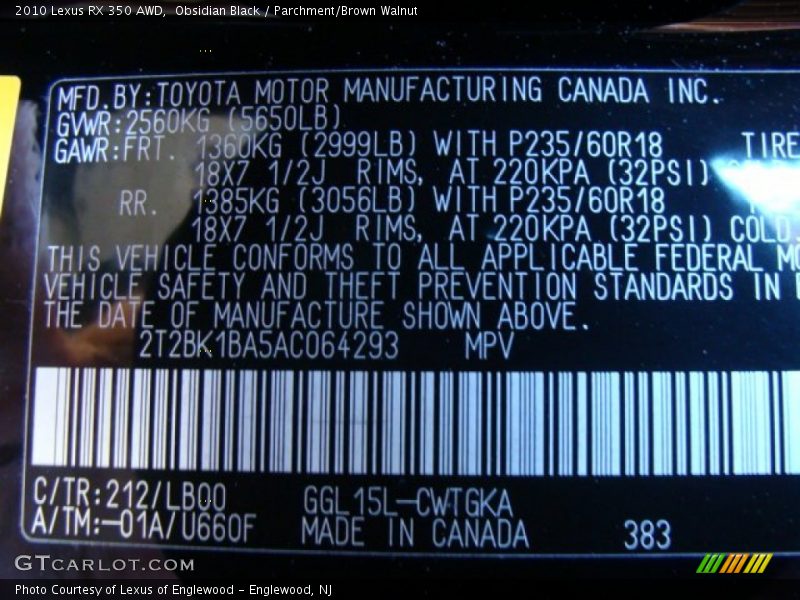 2010 Lexus RX 350 AWD,  Obsidian Black / Parchment/Brown Walnut
MFD.BY:TOYOTA MOTOR MANUFACTURING CANADA INC.
GVWR:2560KG (5650LB)
GAWR:FRT. 1360KG (2999LB) WITH P235/60R18 TIRE
18X7 1/2J RIMS, AT 220KPA (32PSI)
RR. 1385KG (3056LB) WITH P235/60R18
18X7 1/2J RIMS, AT 220KPA (32PSI) COLD.
THIS VEHICLE CONFORMS TO ALL APPLICABLE FEDERAL MO
VEHICLE SAFETY AND THEFT PREVENTION STANDARDS IN
THE DATE OF MANUFACTURE SHOWN ABOVE.
2T2BK1BA5AC064293 MPV
C/TR:212/LB00 GGL15L-CWTGKA
A/TM:-01A/U660F MADE IN CANADA 383
GTCARLOT.COM
Photo Courtesy of Lexus of Englewood - Englewood, NJ